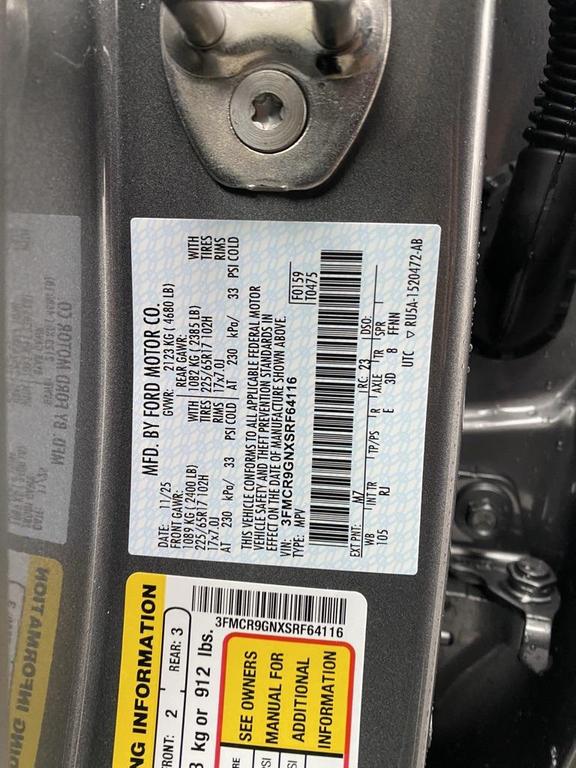 MFD. BY FORD MOTOR CO.
DATE: 11/25 GVWR: 2123 KG ( 4680 LB)
FRONT GAWR: REAR GAWR:
1089 KG ( 2400 LB) WITH 1082 KG ( 2385 LB) WITH
225/65R17 102H TIRES 225/65R17 102H TIRES
17x7.0J RIMS 17x7.0J RIMS
AT 230 kPa/ 33 PSI COLD AT 230 kPa/ 33 PSI COLD
THIS VEHICLE CONFORMS TO ALL APPLICABLE FEDERAL MOTOR
VEHICLE SAFETY AND THEFT PREVENTION STANDARDS IN
EFFECT ON THE DATE OF MANUFACTURE SHOWN ABOVE.
VIN: 3FMCR9GNXSRF64116 F0159
TYPE: MPV T0475
EXT PNT: M7 RC: 23 DSO:
WB INT TR TP/PS R AXLE TR SPR
105 RJ E 3D 8 FFNN
UTC ▽ RU5A-1520472-AB
NG INFORMATION
FRONT: 2 REAR: 3
kg or 912 lbs.
3FMCR9GNXSRF64116
SEE OWNERS
MANUAL FOR
ADDITIONAL
INFORMATION